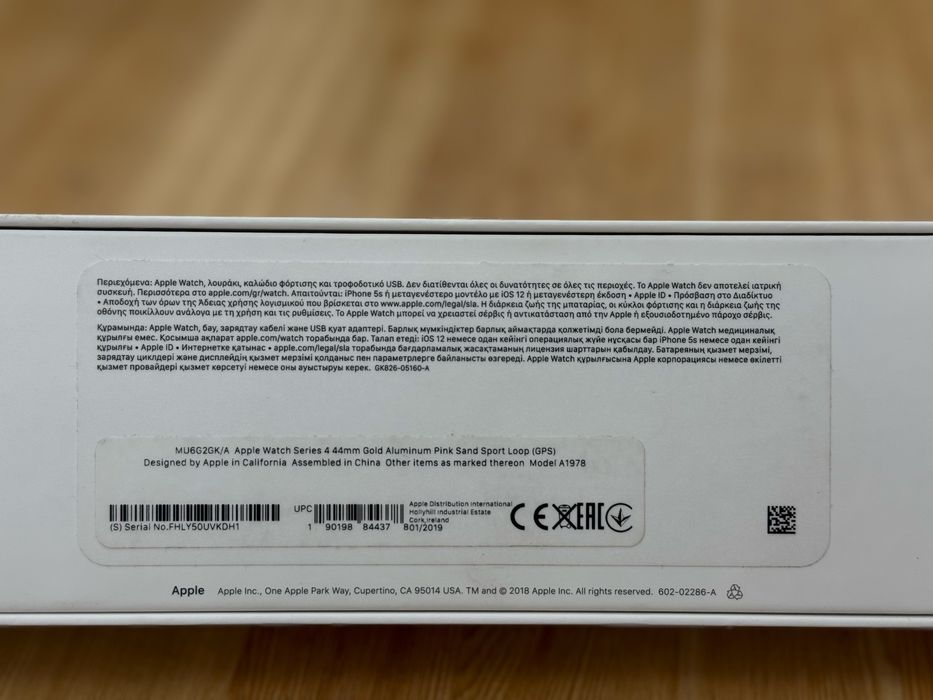 Περιεχόμενα: Apple Watch, λουράκι, καλώδιο φόρτισης και τροφοδοτικό USB. Δεν διατίθενται όλες οι δυνατότητες σε όλες τις περιοχές. Το Apple Watch δεν αποτελεί ιατρική
συσκευή. Περισσότερα στο apple.com/gr/watch. Απαιτούνται: iPhone 5s ή μεταγενέστερο μοντέλο με iOS 12 ή μεταγενέστερη έκδοση • Apple ID • Πρόσβαση στο Διαδίκτυο
• Αποδοχή των όρων της Άδειας χρήσης λογισμικού που βρίσκεται στο www.apple.com/legal/sla. Η διάρκεια ζωής της μπαταρίας, οι κύκλοι φόρτισης και η διάρκεια ζωής της
οθόνης ποικίλλουν ανάλογα με τη χρήση και τις ρυθμίσεις. Το Apple Watch μπορεί να χρειαστεί σέρβις ή αντικατάσταση από την Apple ή εξουσιοδοτημένο πάροχο σέρβις.
Құрамында: Apple Watch, бау, зарядтау кабелі және USB қуат адаптері. Барлық мүмкіндіктер барлық аймақтарда қолжетімді бола бермейді. Apple Watch медициналық
құрылғы емес. Қосымша ақпарат apple.com/watch торабында бар. Талап етеді: iOS 12 немесе одан кейінгі операциялық жүйе нұсқасы бар iPhone 5s немесе одан кейінгі
құрылғы • Apple ID • Интернетке қатынас • apple.com/legal/sla торабында бағдарламалық жасақтаманың лицензия шарттарын қабылдау. Батареяның қызмет мерзімі,
зарядтау циклдері және дисплейдің қызмет мерзімі қолданыс пен параметрлерге байланысты өзгереді. Apple Watch құрылғысына Apple корпорациясы немесе өкілетті
қызмет провайдері қызмет көрсетуі немесе оны ауыстыруы керек. GK826-05160-A
MU6G2GK/A Apple Watch Series 4 44mm Gold Aluminum Pink Sand Sport Loop (GPS)
Designed by Apple in California Assembled in China Other items as marked thereon Model A1978
(S) Serial No.FHLY50UVKDH1
UPC
1 90198 84437 8
Apple Distribution International
Hollyhill Industrial Estate
Cork,Ireland
01/2019
CE EAC
Apple Apple Inc., One Apple Park Way, Cupertino, CA 95014 USA. TM and © 2018 Apple Inc. All rights reserved. 602-02286-A